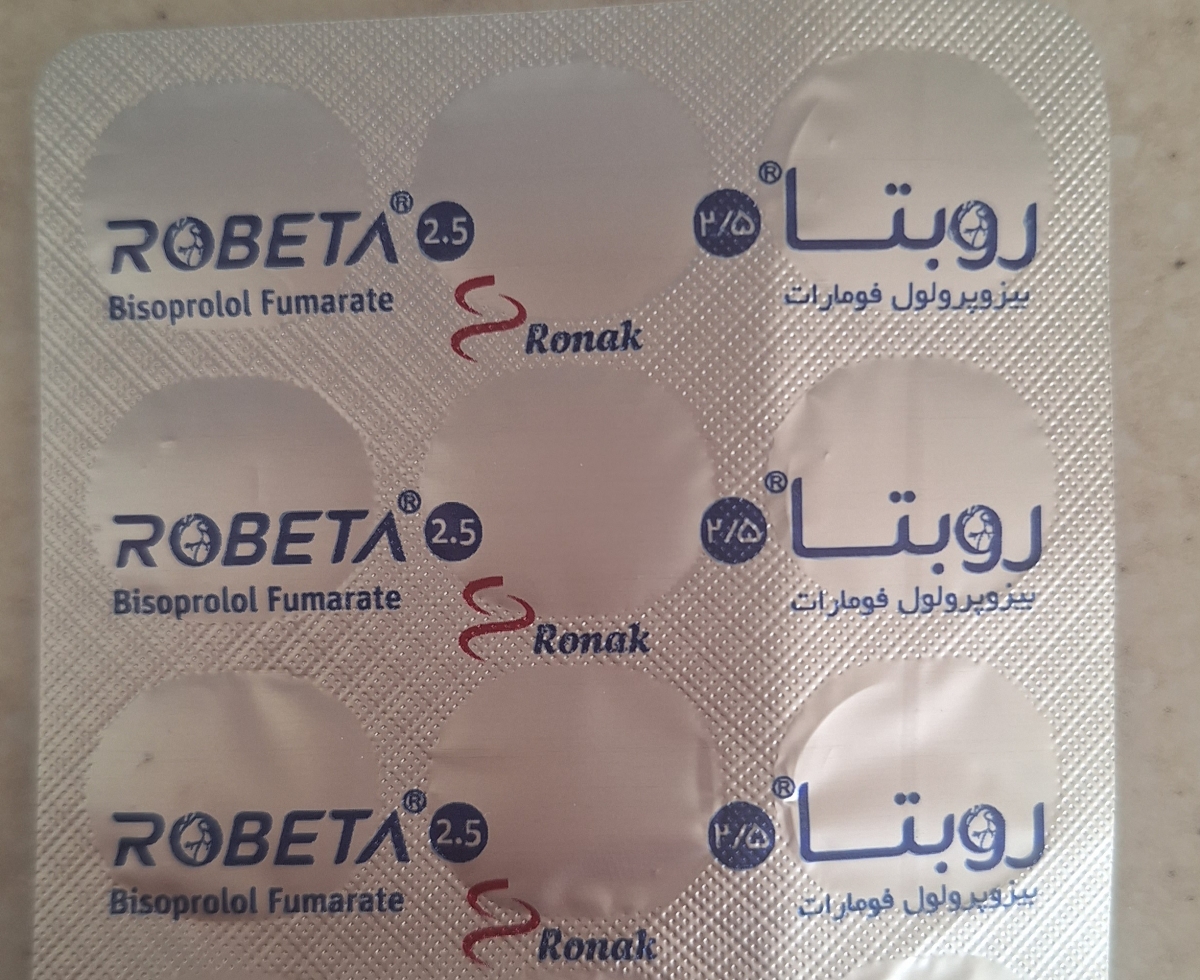 ROBETA® 2.5
Bisoprolol Fumarate
Ronak
روبتا® ۲/۵
بیزوپرولول فومارات
ROBETA® 2.5
Bisoprolol Fumarate
Ronak
روبتا® ۲/۵
بیزوپرولول فومارات
ROBETA® 2.5
Bisoprolol Fumarate
Ronak
روبتا® ۲/۵
بیزوپرولول فومارات